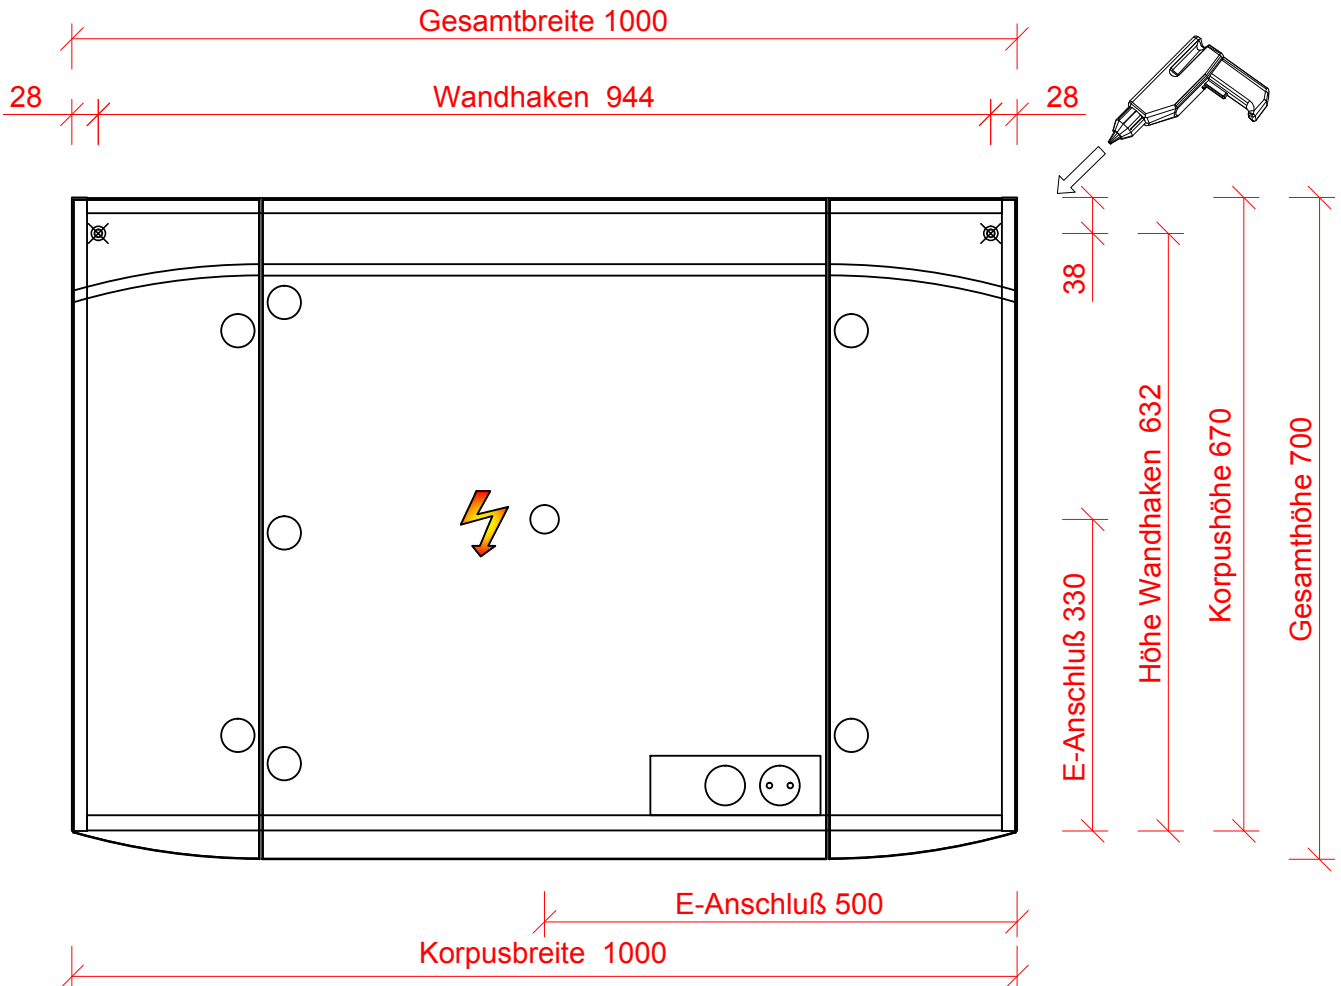 Gesamtbreite 1000
28
Wandhaken 944
28
38
Höhe Wandhaken 632
Korpushöhe 670
Gesamthöhe 700
E-Anschluß 330
E-Anschluß 500
Korpusbreite 1000